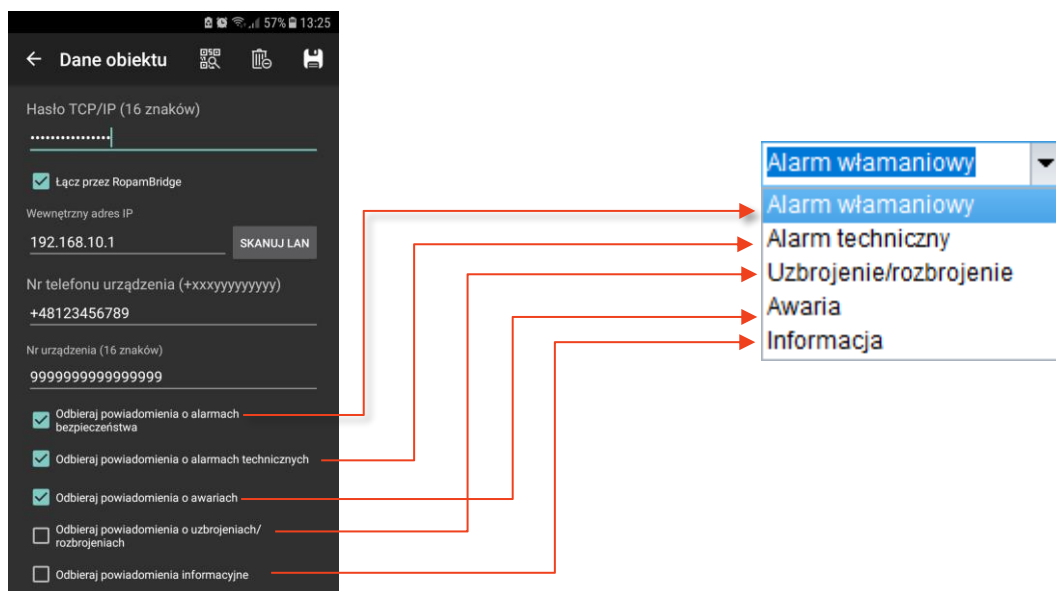 57% 13:25
Dane obiektu
Hasło TCP/IP (16 znaków)
................
Łącz przez RopamBridge
Wewnętrzny adres IP
192.168.10.1
SKANUJ LAN
Nr telefonu urządzenia (+xxxyyyyyyyyy)
+48123456789
Nr urządzenia (16 znaków)
9999999999999999
Odbieraj powiadomienia o alarmach
bezpieczeństwa
Odbieraj powiadomienia o alarmach technicznych
Odbieraj powiadomienia o awariach
Odbieraj powiadomienia o uzbrojeniach/
rozbrojeniach
Odbieraj powiadomienia informacyjne
Alarm włamaniowy
Alarm włamaniowy
Alarm techniczny
Uzbrojenie/rozbrojenie
Awaria
Informacja